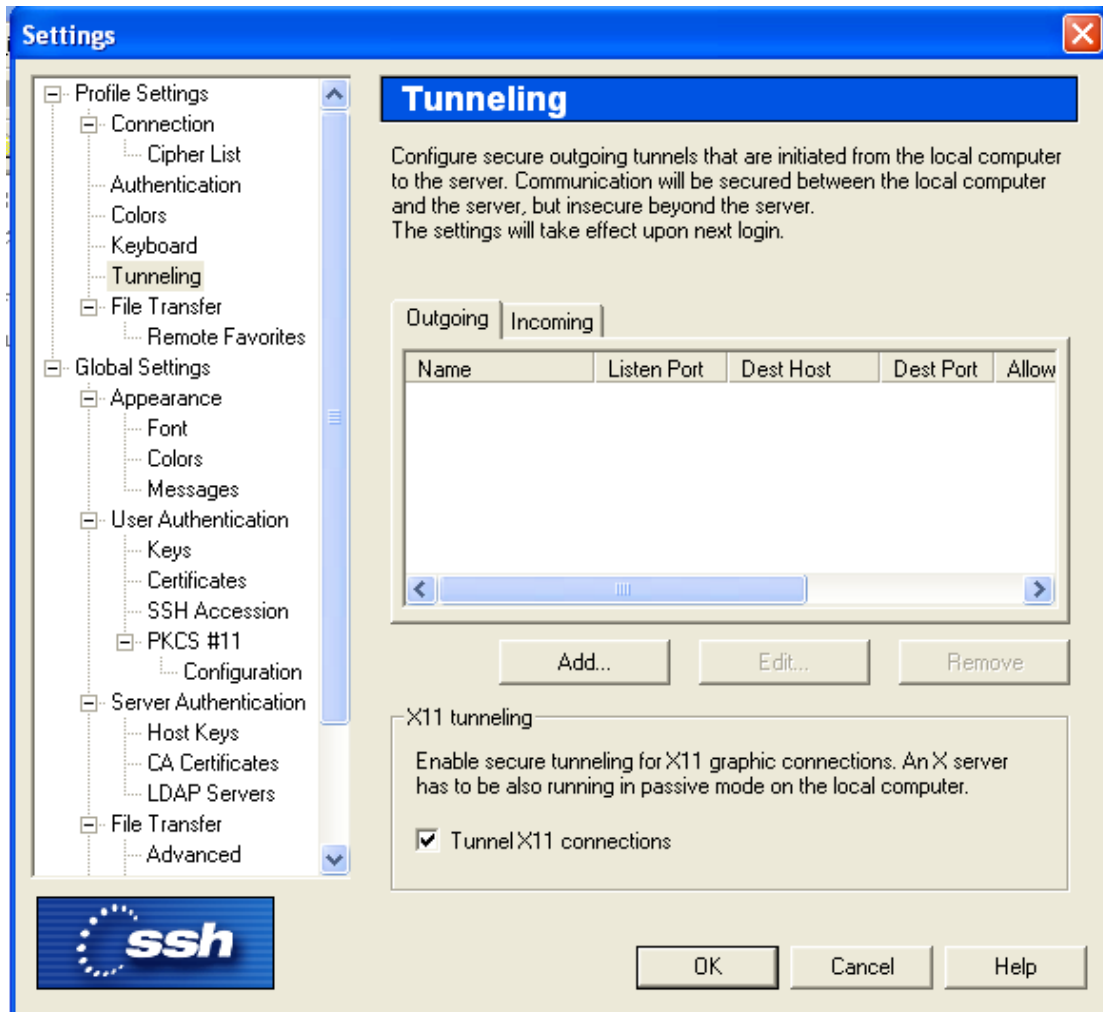 Settings
Profile Settings
Connection
Cipher List
Authentication
Colors
Keyboard
Tunneling
File Transfer
Remote Favorites
Global Settings
Appearance
Font
Colors
Messages
User Authentication
Keys
Certificates
SSH Accession
PKCS #11
Configuration
Server Authentication
Host Keys
CA Certificates
LDAP Servers
File Transfer
Advanced
ssh
Tunneling
Configure secure outgoing tunnels that are initiated from the local computer
to the server. Communication will be secured between the local computer
and the server, but insecure beyond the server.
The settings will take effect upon next login.
Outgoing Incoming
Name Listen Port Dest Host Dest Port Allow
Add... Edit... Remove
X11 tunneling
Enable secure tunneling for X11 graphic connections. An X server
has to be also running in passive mode on the local computer.
Tunnel X11 connections
OK Cancel Help